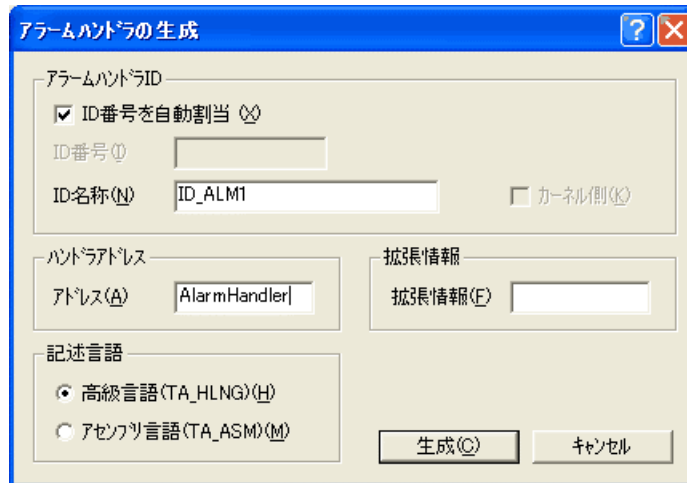 アラームハンドラの生成
アラームハンドラID
ID番号を自動割当 (X)
ID番号(I)
ID名称(N) ID_ALM1 カーネル側(K)
ハンドラアドレス
アドレス(A) AlarmHandler
拡張情報
拡張情報(F)
記述言語
高級言語(TA_HLNG)(H)
アセンブリ言語(TA_ASM)(M)
生成(C) キャンセル